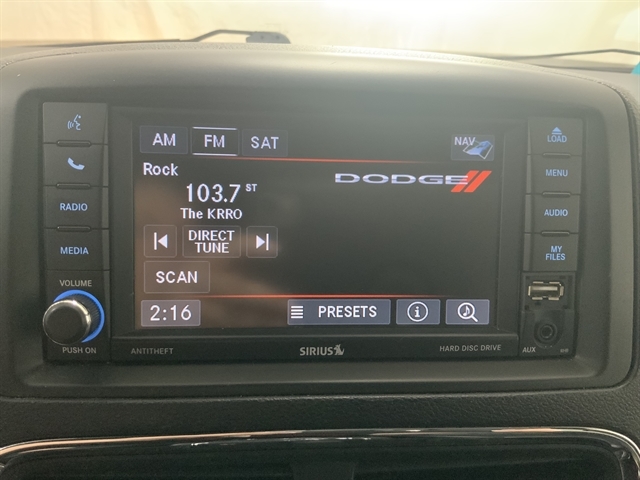 AM FM SAT
NAV
Rock
103.7 ST
The KRRO
DODGE
DIRECT
TUNE
SCAN
2:16
PRESETS
RADIO
MEDIA
VOLUME
PUSH ON
LOAD
MENU
AUDIO
MY
FILES
AUX
ANTITHEFT
SIRIUS
HARD DISC DRIVE